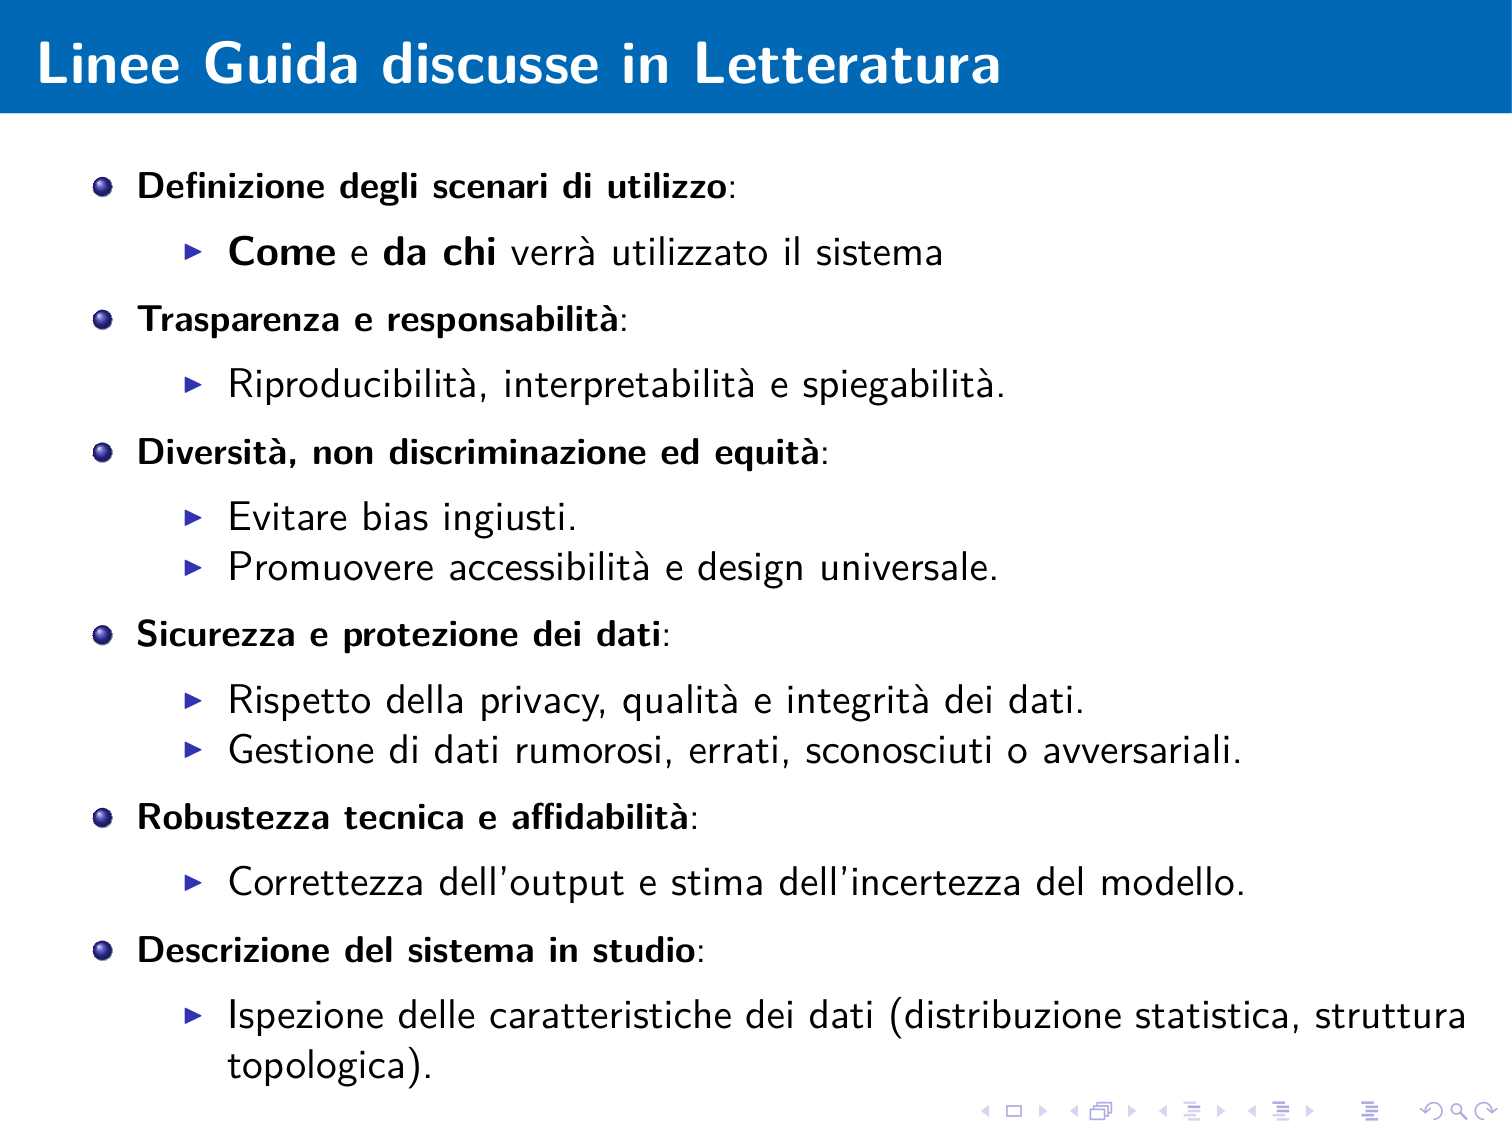 Linee Guida discusse in Letteratura
Definizione degli scenari di utilizzo:
Come e da chi verrà utilizzato il sistema
Trasparenza e responsabilità:
Riproducibilità, interpretabilità e spiegabilità.
Diversità, non discriminazione ed equità:
Evitare bias ingiusti.
Promuovere accessibilità e design universale.
Sicurezza e protezione dei dati:
Rispetto della privacy, qualità e integrità dei dati.
Gestione di dati rumorosi, errati, sconosciuti o avversariali.
Robustezza tecnica e affidabilità:
Correttezza dell'output e stima dell'incertezza del modello.
Descrizione del sistema in studio:
Ispezione delle caratteristiche dei dati (distribuzione statistica, struttura
topologica).